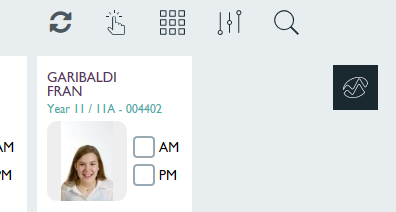 GARIBALDI
FRAN
Year 11 / 11A - 004402
AM
AM
PM
PM